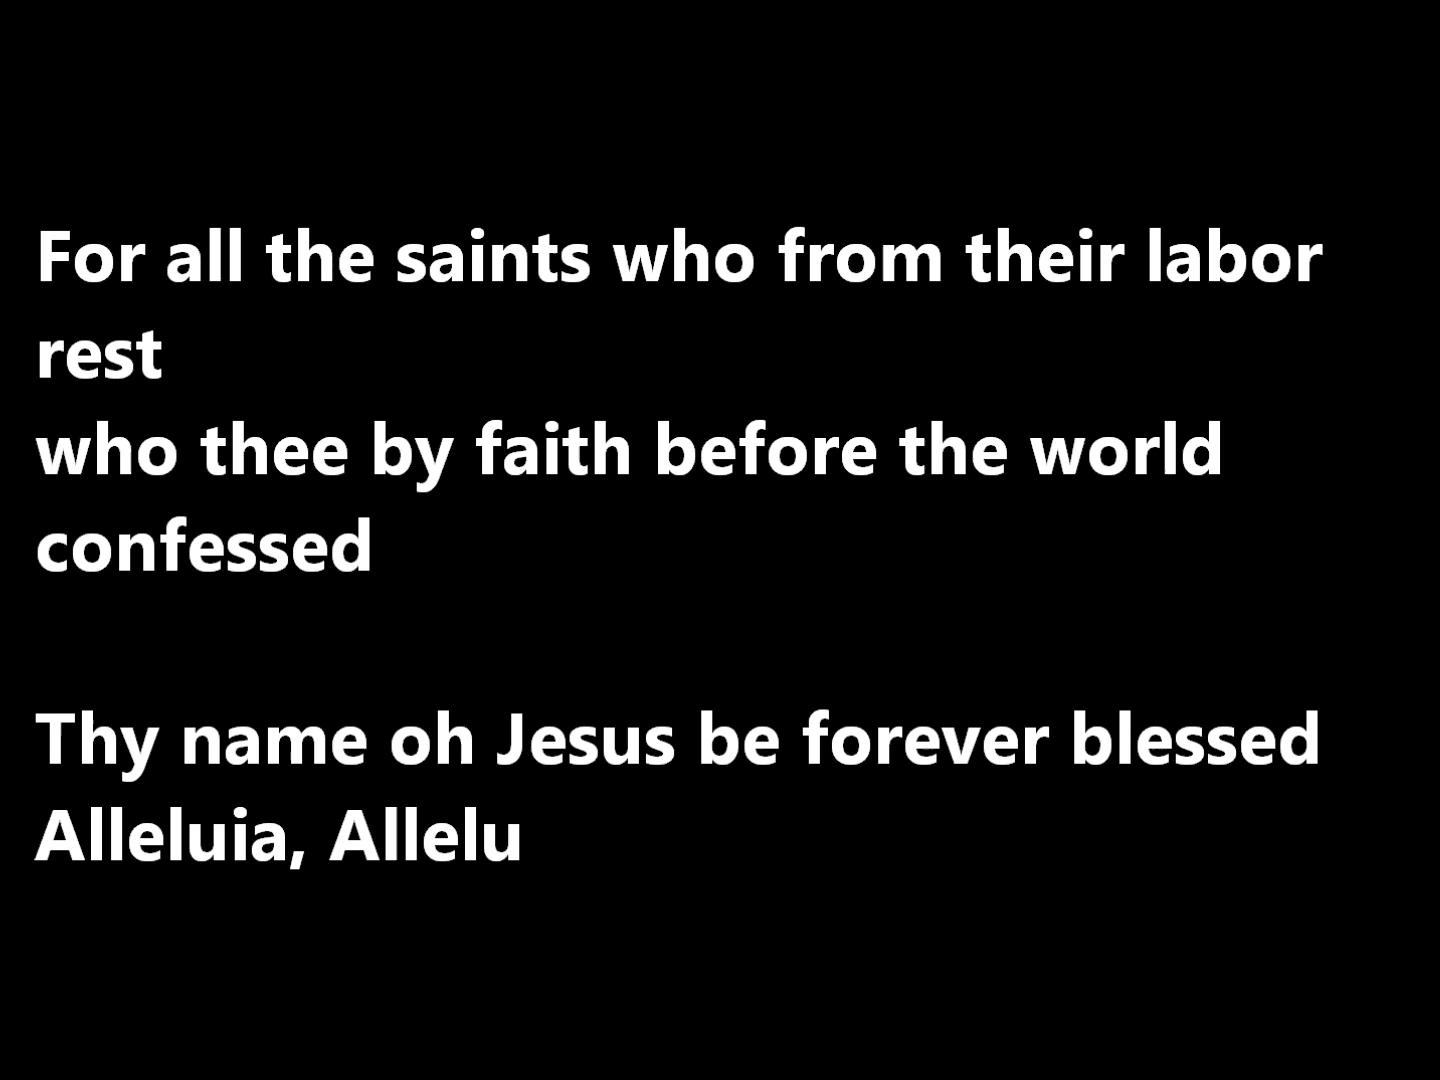 For all the saints who from their labor
rest
who thee by faith before the world
confessed
Thy name oh Jesus be forever blessed
Alleluia, Allelu